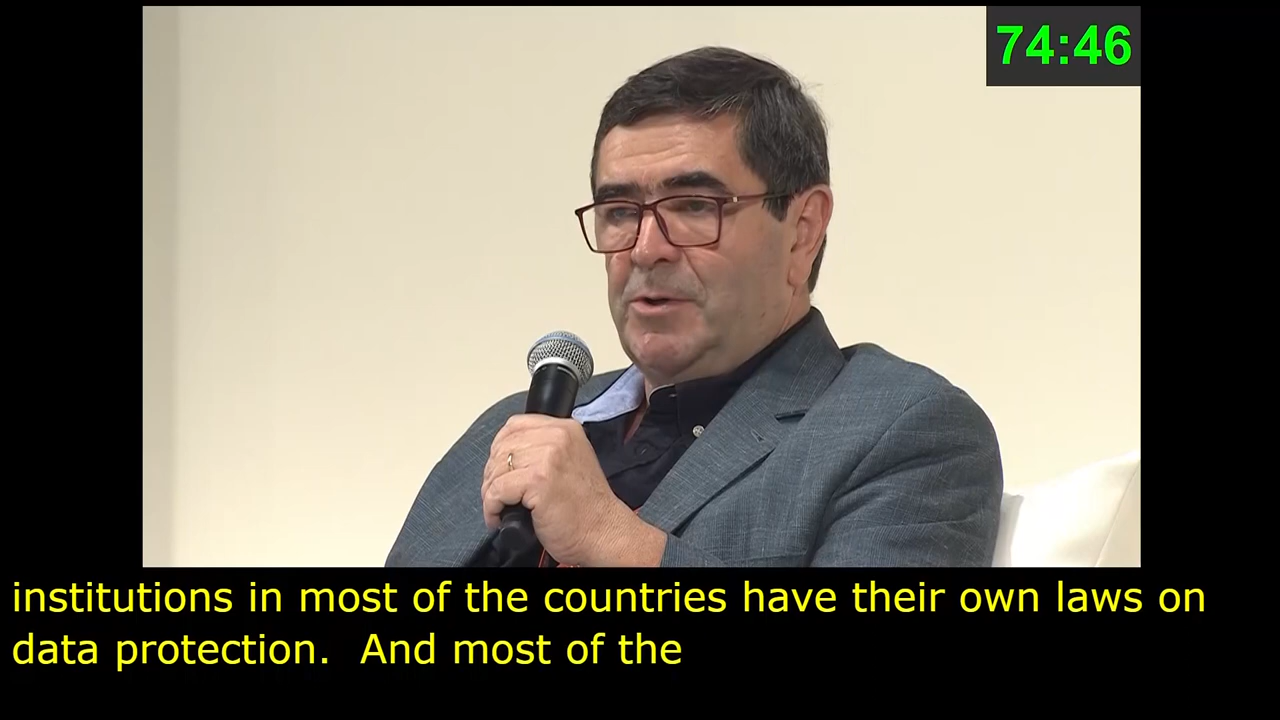 74:46
institutions in most of the countries have their own laws on
data protection.  And most of the